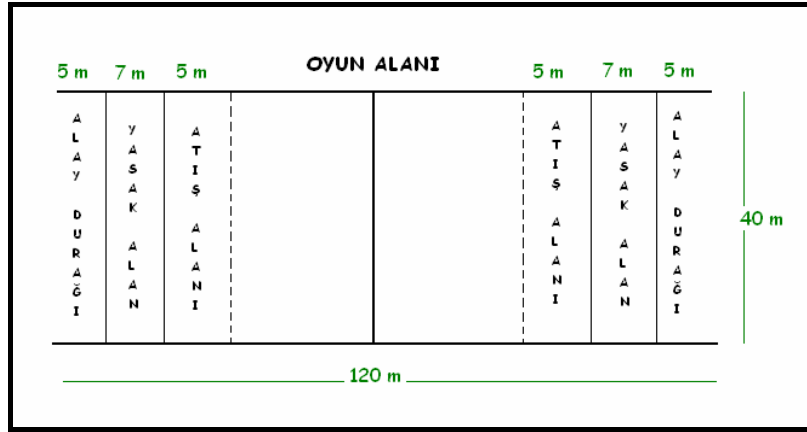 OYUN ALANI
5 m 7 m 5 m 5 m 7 m 5 m
ALAY DURAĞI
YASAK ALAN
ATIŞ ALANI
ATIŞ ALANI
YASAK ALAN
ALAY DURAĞI
40 m
120 m